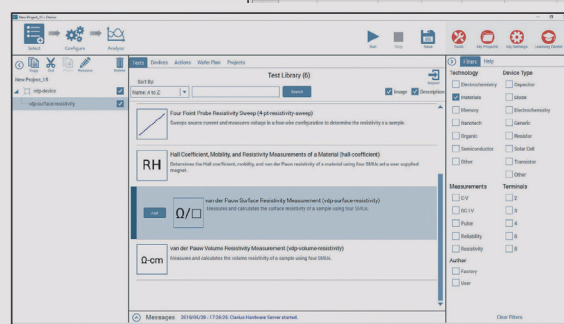 New_Project_15 - Clarius
Select
Configure
Analyze
Run
Stop
Save
Tools
My Projects
My Settings
Learning Center
Copy
Cut
Paste
Rename
Delete
New_Project_15
vdp-device
vdp-surface-resistivity
Tests Devices Actions Wafer Plan Projects
Test Library (6)
Sort By:
Name: A to Z
Search
Image
Description
Import
Four Point Probe Resistivity Sweep (4-pt-resistivity-sweep)
Sweeps source current and measures voltage in a four-wire configuration to determine the resistivity in a sample.
RH
Hall Coefficient, Mobility, and Resistivity Measurements of a Material (hall-coefficient)
Determines the Hall coefficient, mobility, and van der Pauw resistivity of a material using four SMUs and a user supplied
magnet.
Add
Ω/□
van der Pauw Surface Resistivity Measurement (vdp-surface-resistivity)
Measures and calculates the surface resistivity of a sample using four SMUs.
Ω-cm
van der Pauw Volume Resistivity Measurement (vdp-volume-resistivity)
Measures and calculates the volume resistivity of a sample using four SMUs.
Messages 2016/06/28 : 17:26:26: Clarius Hardware Server started.
Filters Help
Technology
Electrochemistry
Materials
Memory
Nanotech
Organic
Semiconductor
Other
Device Type
Capacitor
Diode
Electrochemistry
Generic
Resistor
Solar Cell
Transistor
Other
Measurements
C-V
DC I-V
Pulse
Reliability
Resistivity
Terminals
2
3
4
6
8
Author
Factory
User
Clear Filters